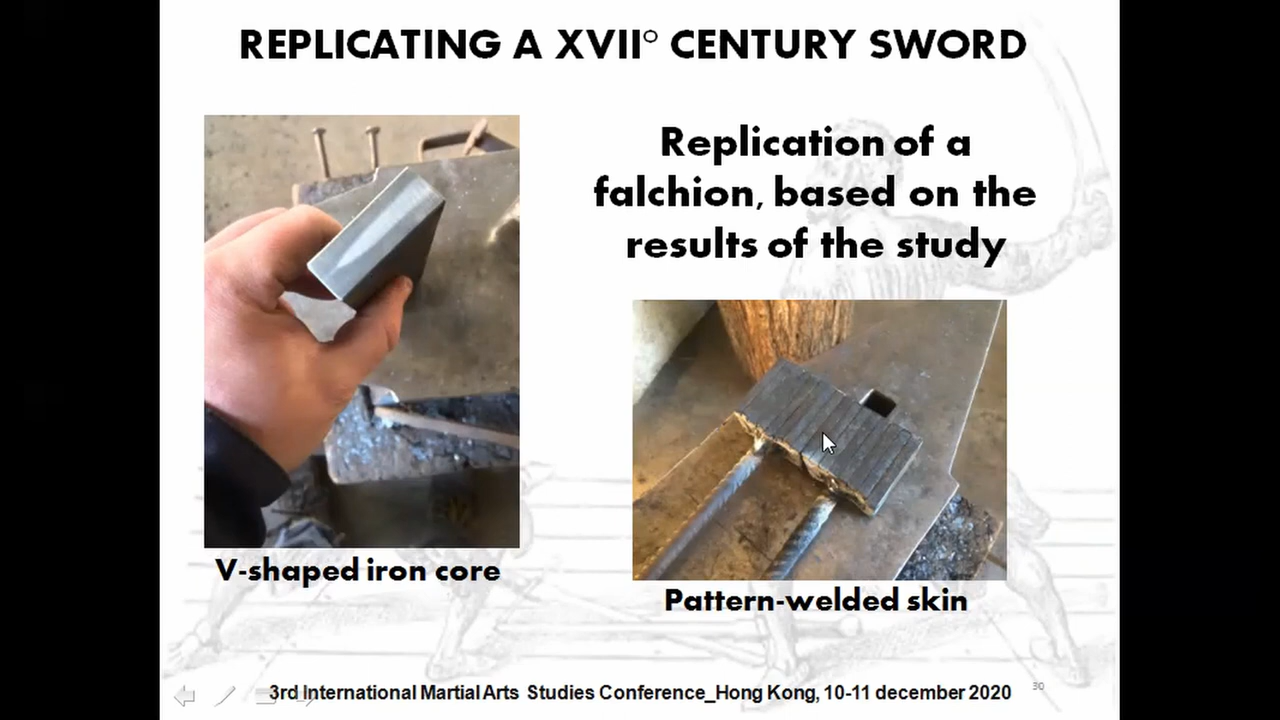 REPLICATING A XVII° CENTURY SWORD
Replication of a
falchion, based on the
results of the study
V-shaped iron core
Pattern-welded skin
3rd International Martial Arts Studies Conference_Hong Kong, 10-11 december 2020
30